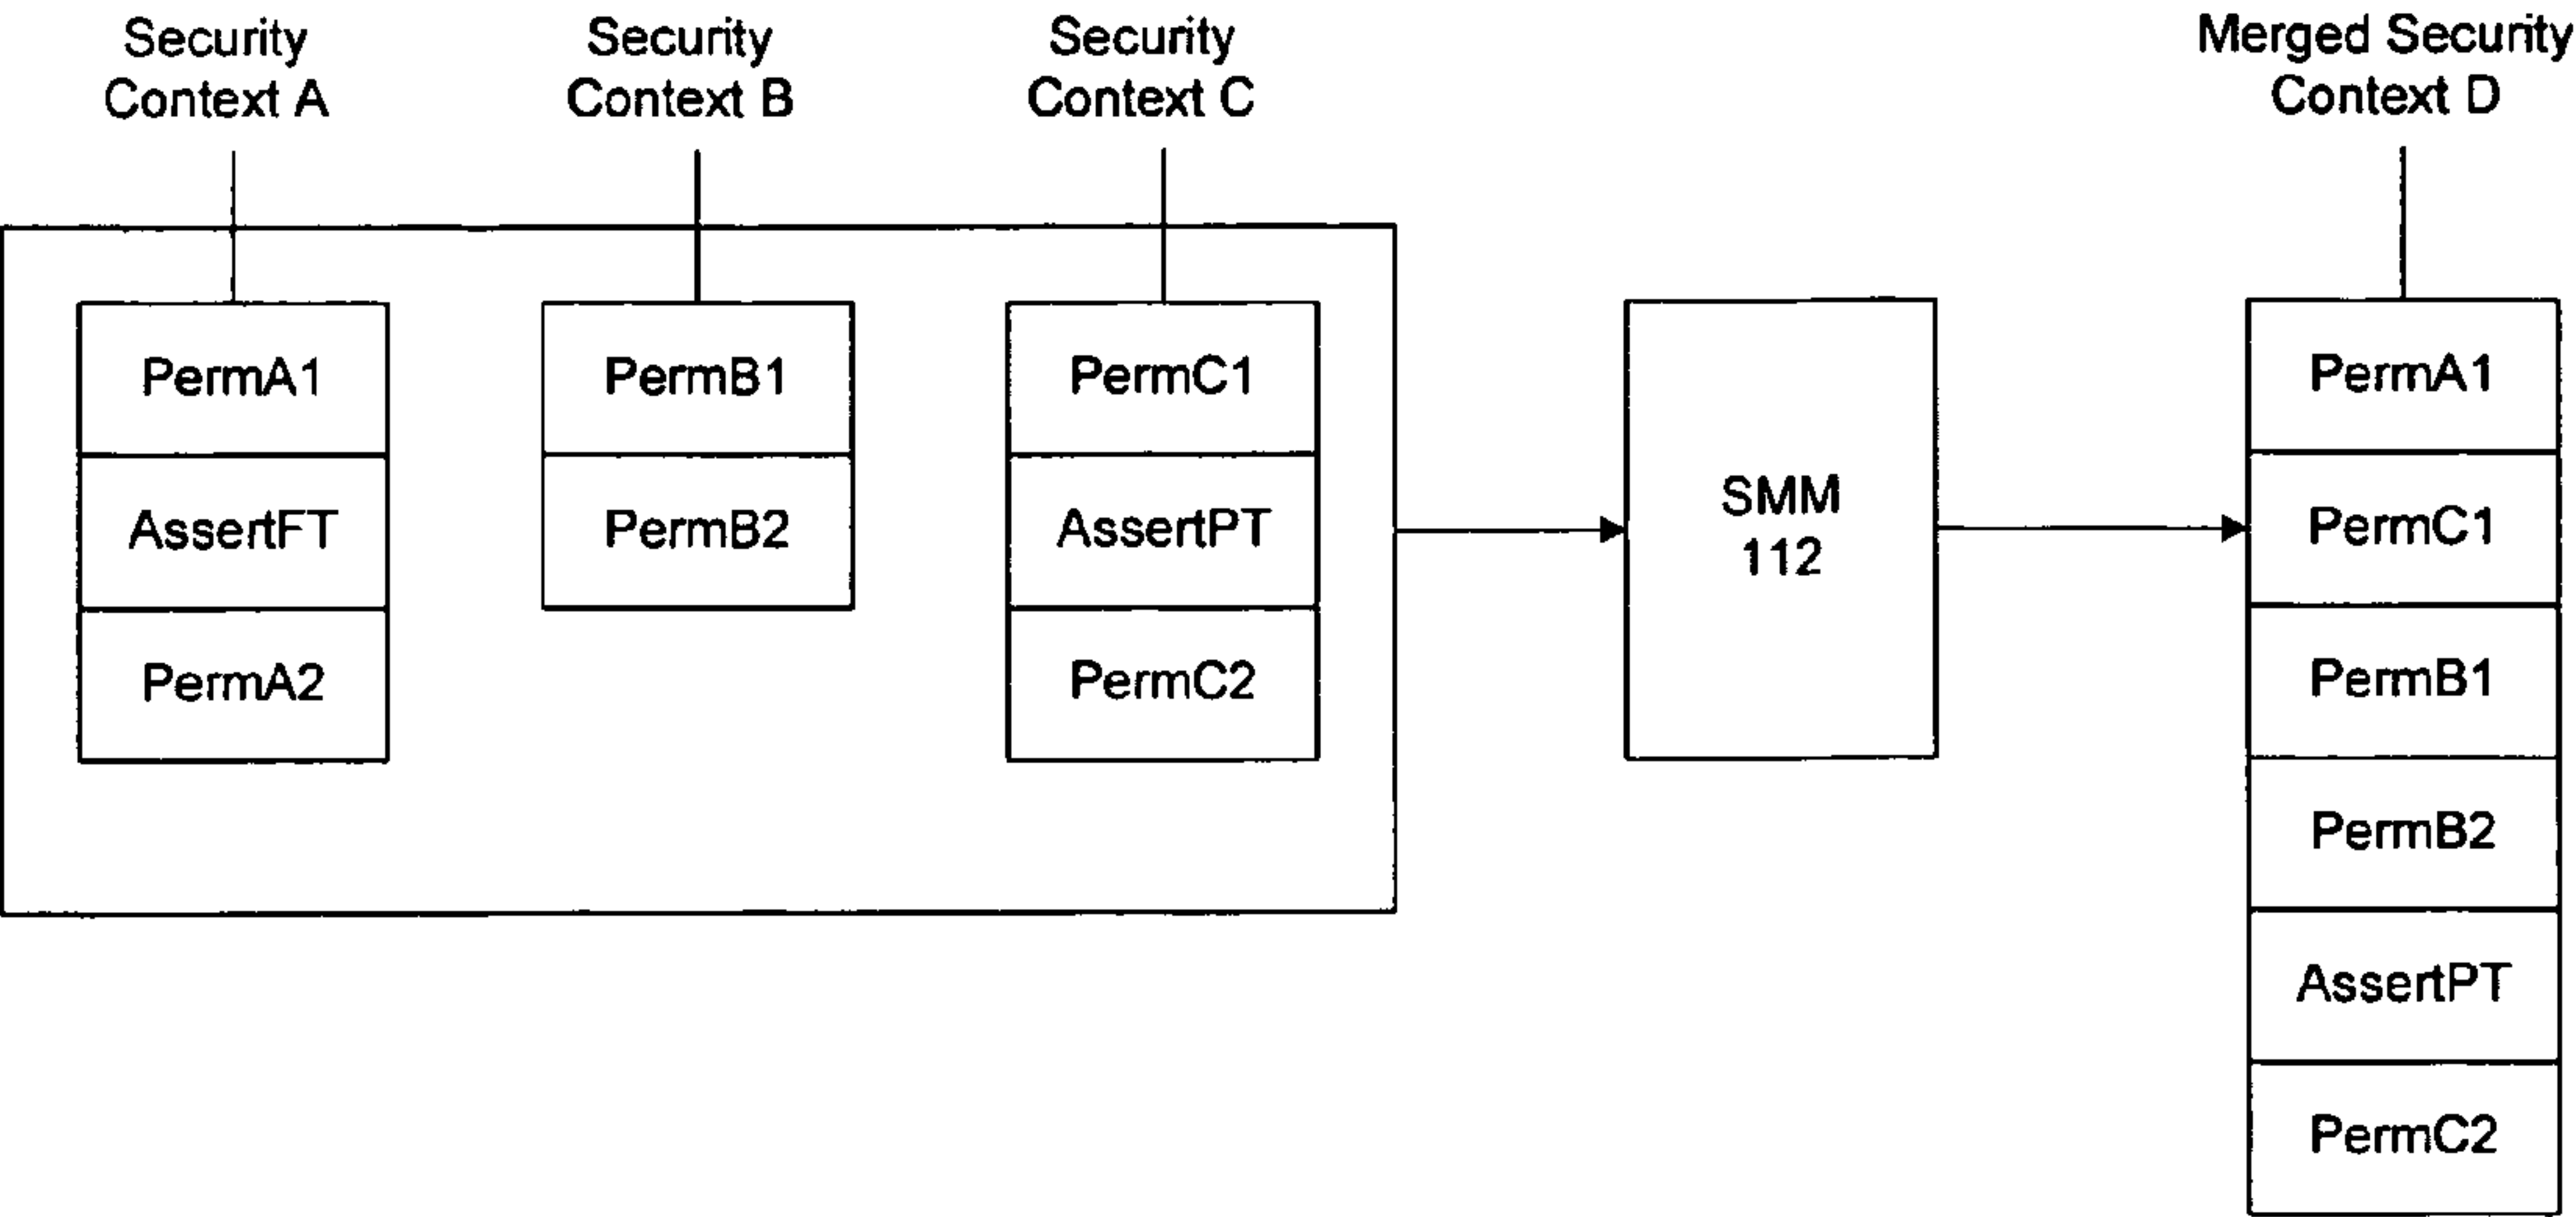 Security
Context A
Security
Context B
Security
Context C
Merged Security
Context D
PermA1
AssertFT
PermA2
PermB1
PermB2
PermC1
AssertPT
PermC2
SMM
112
PermA1
PermC1
PermB1
PermB2
AssertPT
PermC2